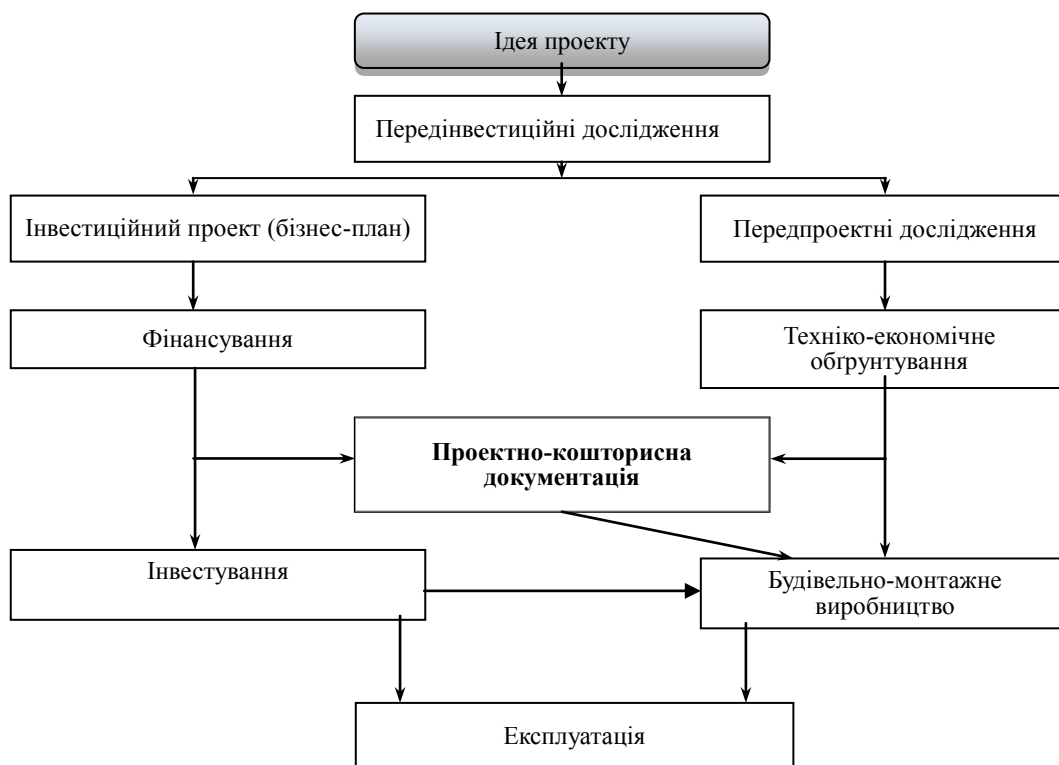 Ідея проекту
Передінвестиційні дослідження
Інвестиційний проект (бізнес-план)
Передпроектні дослідження
Фінансування
Техніко-економічне
обґрунтування
Проектно-кошторисна
документація
Інвестування
Будівельно-монтажне
виробництво
Експлуатація